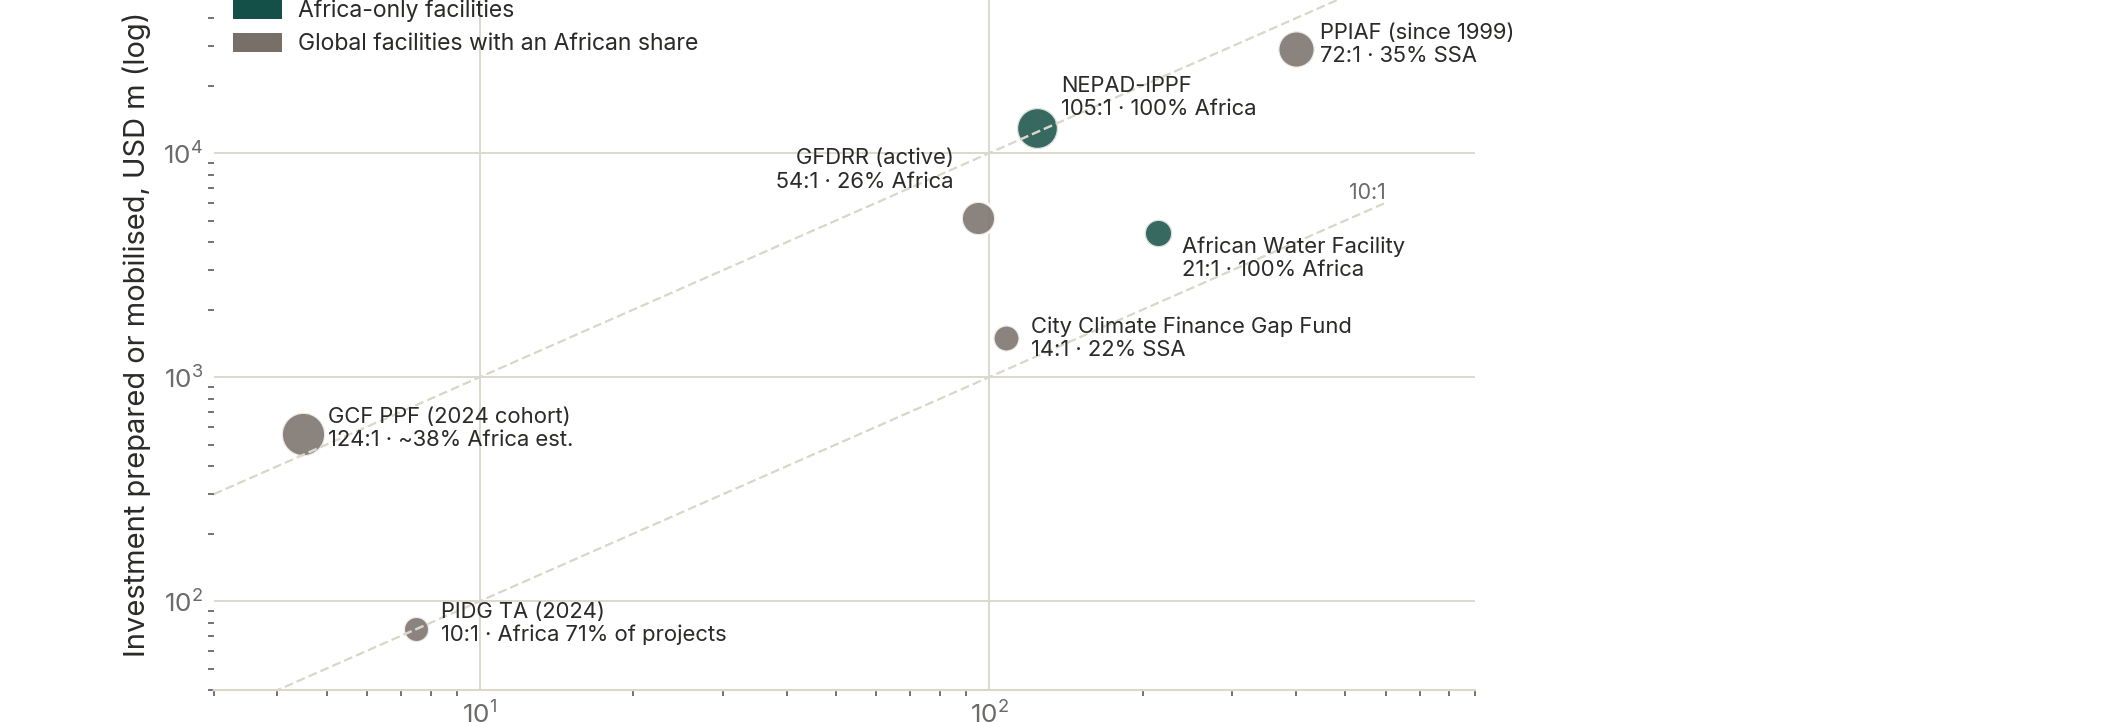 Africa-only facilities
Global facilities with an African share
Investment prepared or mobilised, USD m (log)
PPIAF (since 1999)
72:1 · 35% SSA
NEPAD-IPPF
105:1 · 100% Africa
10⁴
GFDRR (active)
54:1 · 26% Africa
10:1
African Water Facility
21:1 · 100% Africa
City Climate Finance Gap Fund
14:1 · 22% SSA
10³
GCF PPF (2024 cohort)
124:1 · ~38% Africa est.
10²
PIDG TA (2024)
10:1 · Africa 71% of projects
10¹
10²